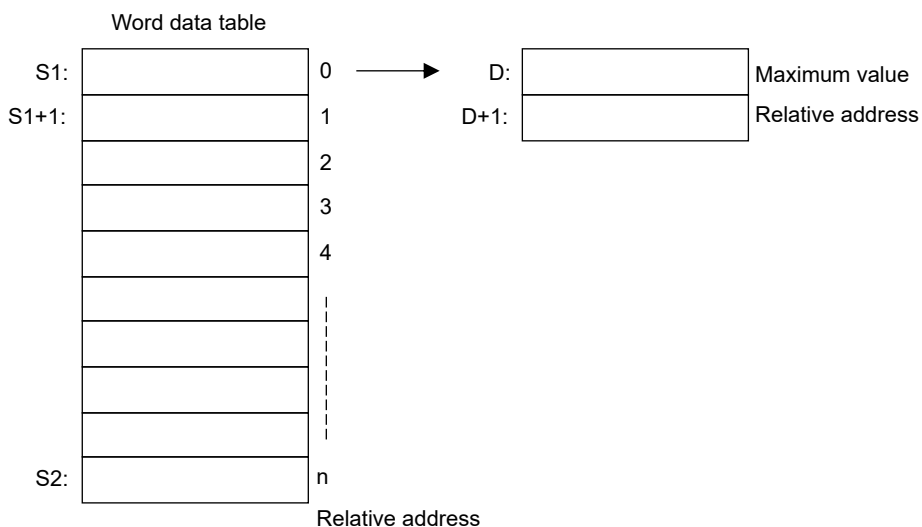 Word data table
S1: 0 D: Maximum value
S1+1: 1 D+1: Relative address
2
3
4
S2: n
Relative address